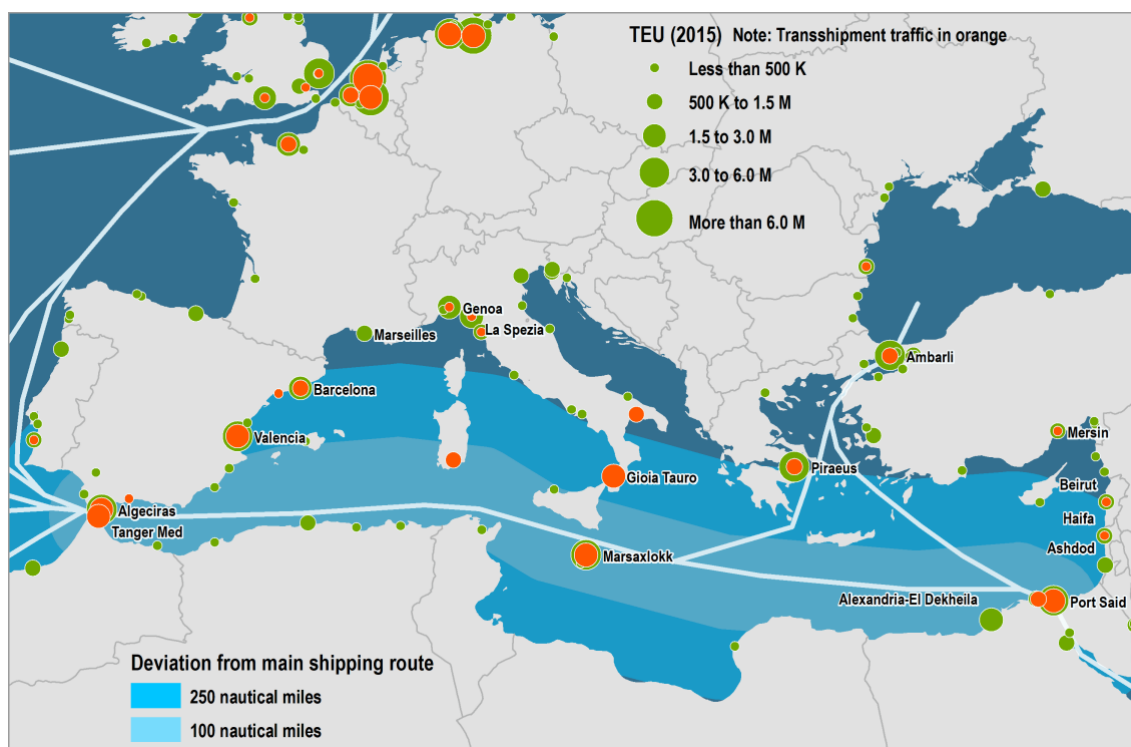 TEU (2015) Note: Transshipment traffic in orange
Less than 500 K
500 K to 1.5 M
1.5 to 3.0 M
3.0 to 6.0 M
More than 6.0 M
Genoa
La Spezia
Marseilles
Ambarli
Barcelona
Valencia
Mersin
Piraeus
Gioia Tauro
Beirut
Algeciras
Haifa
Tanger Med
Ashdod
Marsaxlokk
Alexandria-El Dekheila
Port Said
Deviation from main shipping route
250 nautical miles
100 nautical miles